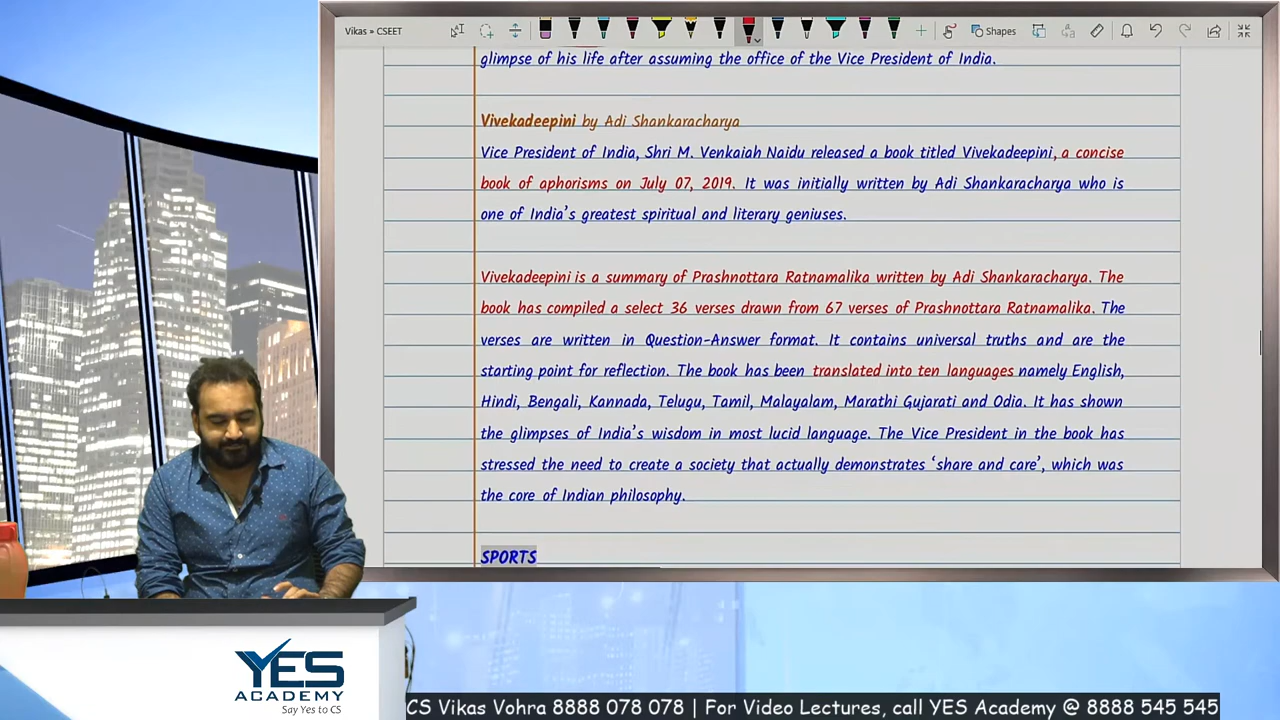 Vikas » CSEET
Shapes
glimpse of his life after assuming the office of the Vice President of India.
Vivekadeepini by Adi Shankaracharya
Vice President of India, Shri M. Venkaiah Naidu released a book titled Vivekadeepini, a concise
book of aphorisms on July 07, 2019. It was initially written by Adi Shankaracharya who is
one of India's greatest spiritual and literary geniuses.
Vivekadeepini is a summary of Prashnottara Ratnamalika written by Adi Shankaracharya. The
book has compiled a select 36 verses drawn from 67 verses of Prashnottara Ratnamalika. The
verses are written in Question-Answer format. It contains universal truths and are the
starting point for reflection. The book has been translated into ten languages namely English,
Hindi, Bengali, Kannada, Telugu, Tamil, Malayalam, Marathi Gujarati and Odia. It has shown
the glimpses of India's wisdom in most lucid language. The Vice President in the book has
stressed the need to create a society that actually demonstrates 'share and care', which was
the core of Indian philosophy.
SPORTS
YES
ACADEMY
Say Yes to CS
CS Vikas Vohra 8888 078 078 | For Video Lectures, call YES Academy @ 8888 545 545